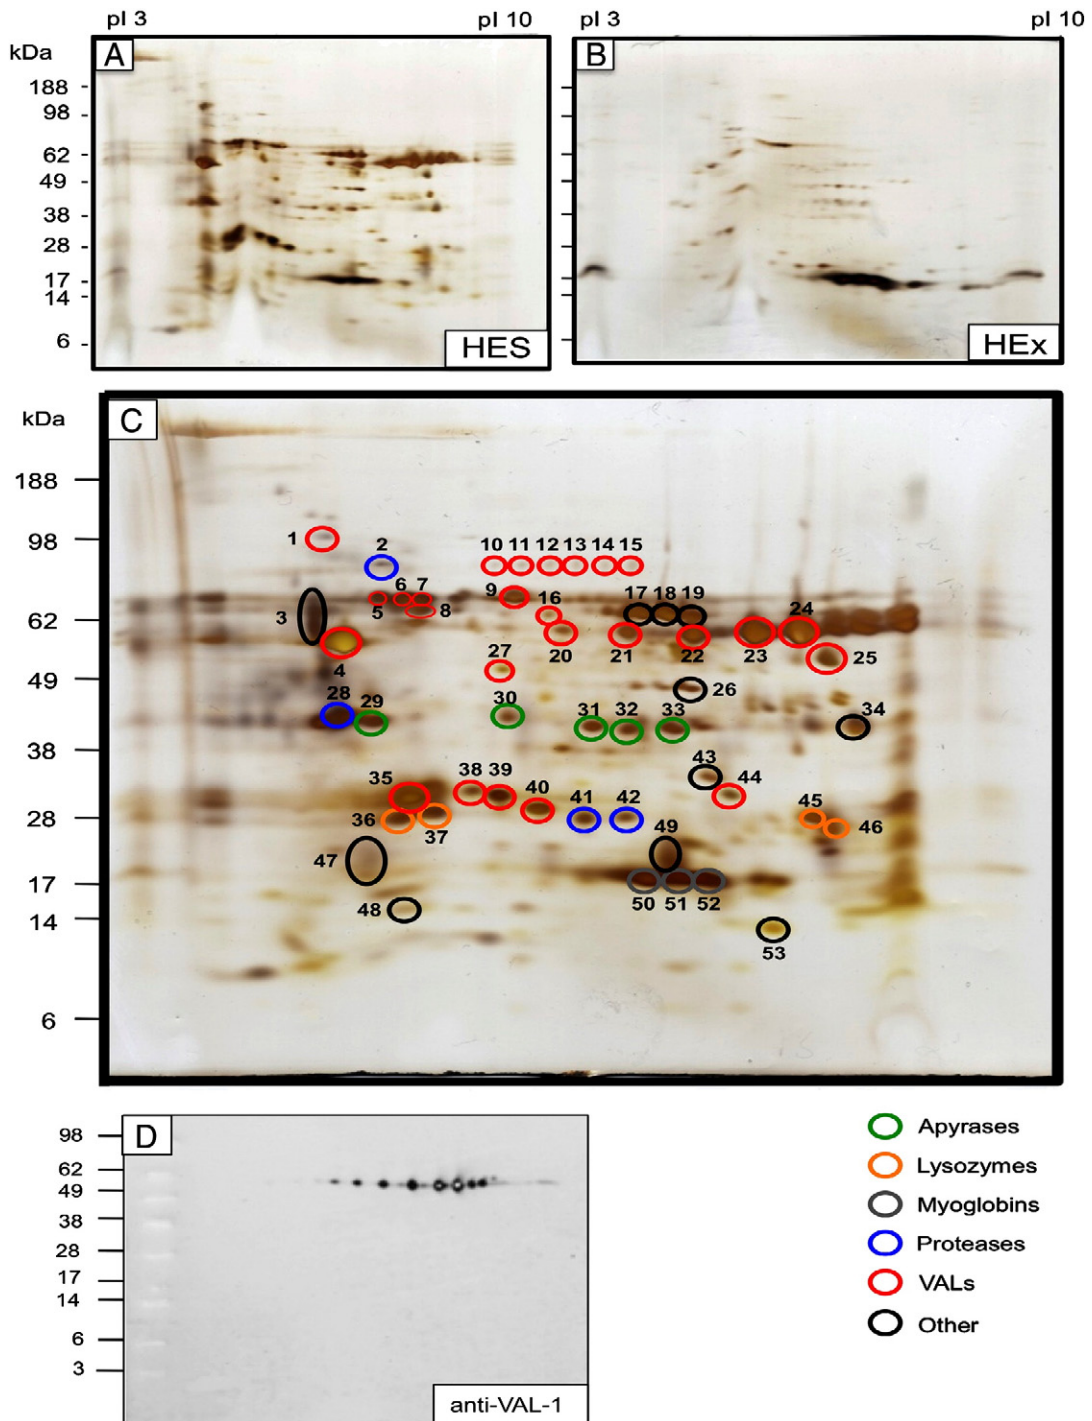 pI 3 pI 10 pI 3 pI 10
kDa
A B
188
98
62
49
38
28
17
14
6
HES HEx
kDa
C
188
98
62
49
38
28
17
14
6
1 2 10 11 12 13 14 15
3 5 6 7 8 9 16 17 18 19 24
4 20 21 22 23 25
27 26
28 29 30 31 32 33 34
35 38 39 40 43 44
36 37 41 42 45 46
47 49
48 50 51 52
53
D
98
62
49
38
28
17
14
6
3
anti-VAL-1
Apyrases
Lysozymes
Myoglobins
Proteases
VALs
Other